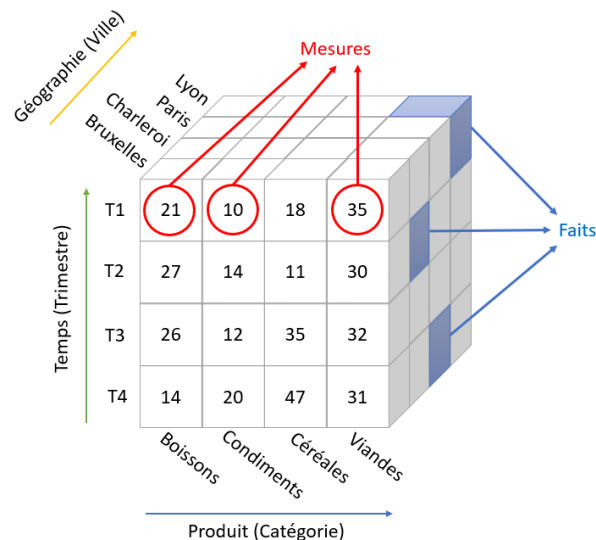 Géographie (Ville)
Mesures
Lyon
Paris
Charleroi
Bruxelles
T1 21 10 18 35
Faits
T2 27 14 11 30
T3 26 12 35 32
T4 14 20 47 31
Temps (Trimestre)
Boissons
Condiments
Céréales
Viandes
Produit (Catégorie)